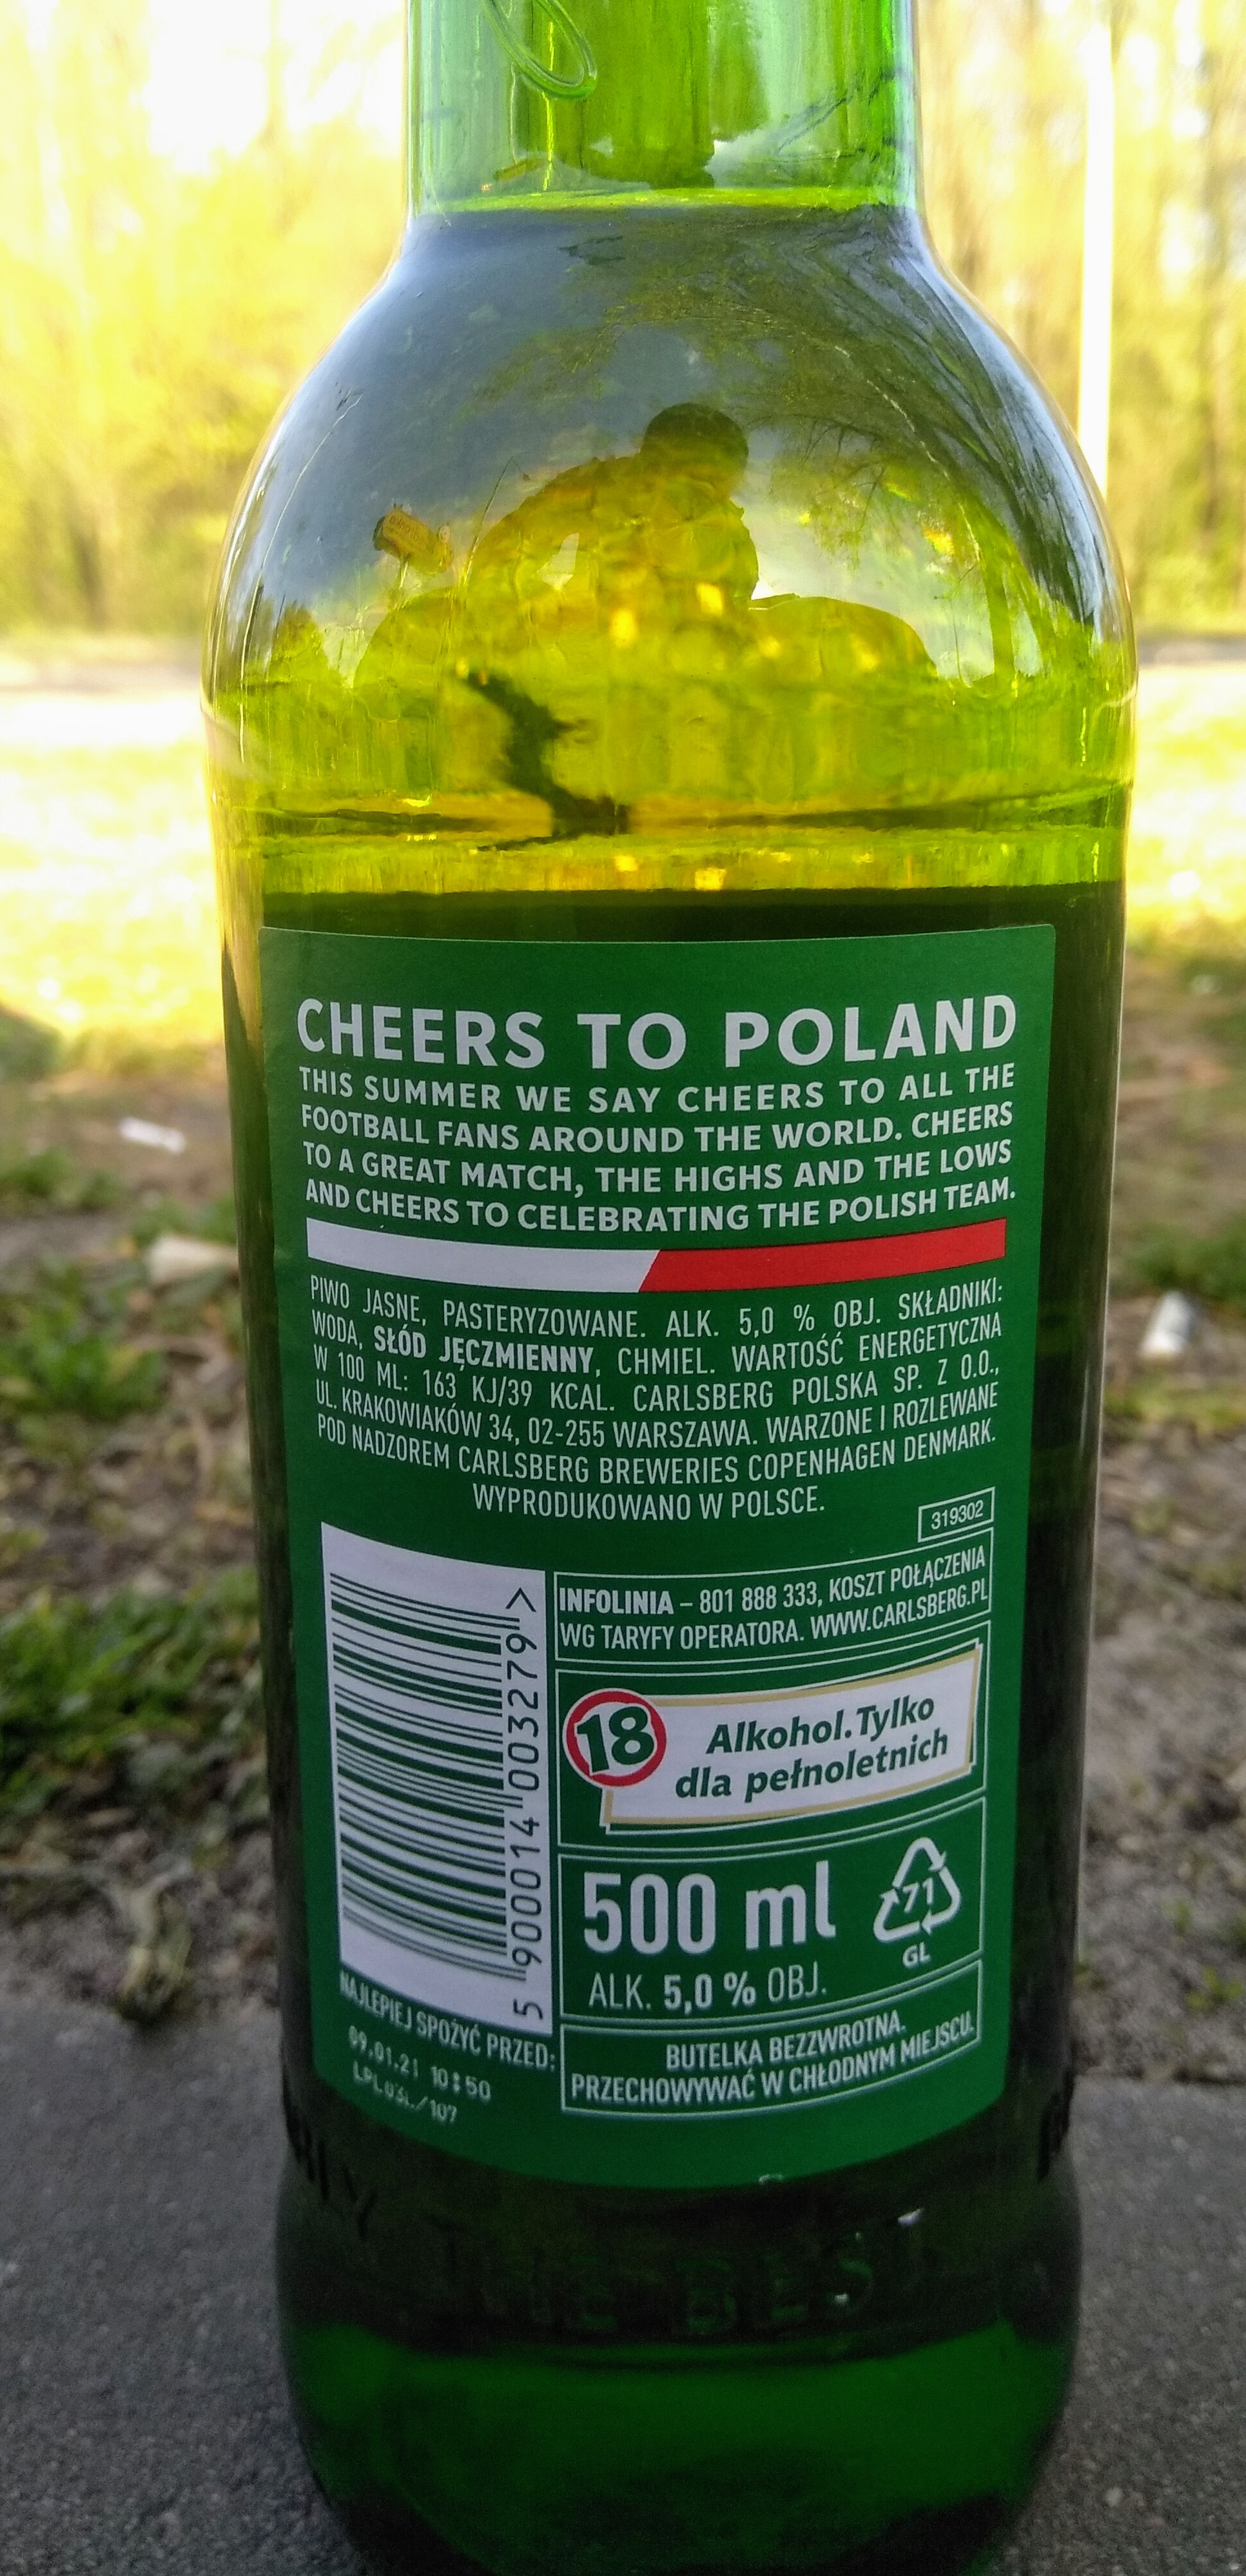 CHEERS TO POLAND
THIS SUMMER WE SAY CHEERS TO ALL THE
FOOTBALL FANS AROUND THE WORLD. CHEERS
TO A GREAT MATCH, THE HIGHS AND THE LOWS
AND CHEERS TO CELEBRATING THE POLISH TEAM.
PIWO JASNE, PASTERYZOWANE. ALK. 5,0 % OBJ. SKŁADNIKI:
WODA, SŁÓD JĘCZMIENNY, CHMIEL. WARTOŚĆ ENERGETYCZNA
W 100 ML: 163 KJ/39 KCAL. CARLSBERG POLSKA SP. Z O.O.,
UL. KRAKOWIAKÓW 34, 02-255 WARSZAWA. WARZONE I ROZLEWANE
POD NADZOREM CARLSBERG BREWERIES COPENHAGEN DENMARK.
WYPRODUKOWANO W POLSCE.
319302
INFOLINIA – 801 888 333, KOSZT POŁĄCZENIA
WG TARYFY OPERATORA. WWW.CARLSBERG.PL
18
Alkohol. Tylko
dla pełnoletnich
500 ml
ALK. 5,0 % OBJ.
71
GL
BUTELKA BEZZWROTNA.
PRZECHOWYWAĆ W CHŁODNYM MIEJSCU.
5 900014 003279 >
NAJLEPIEJ SPOŻYĆ PRZED:
09.01.21 10:50
LPL03L/107
THE BEST